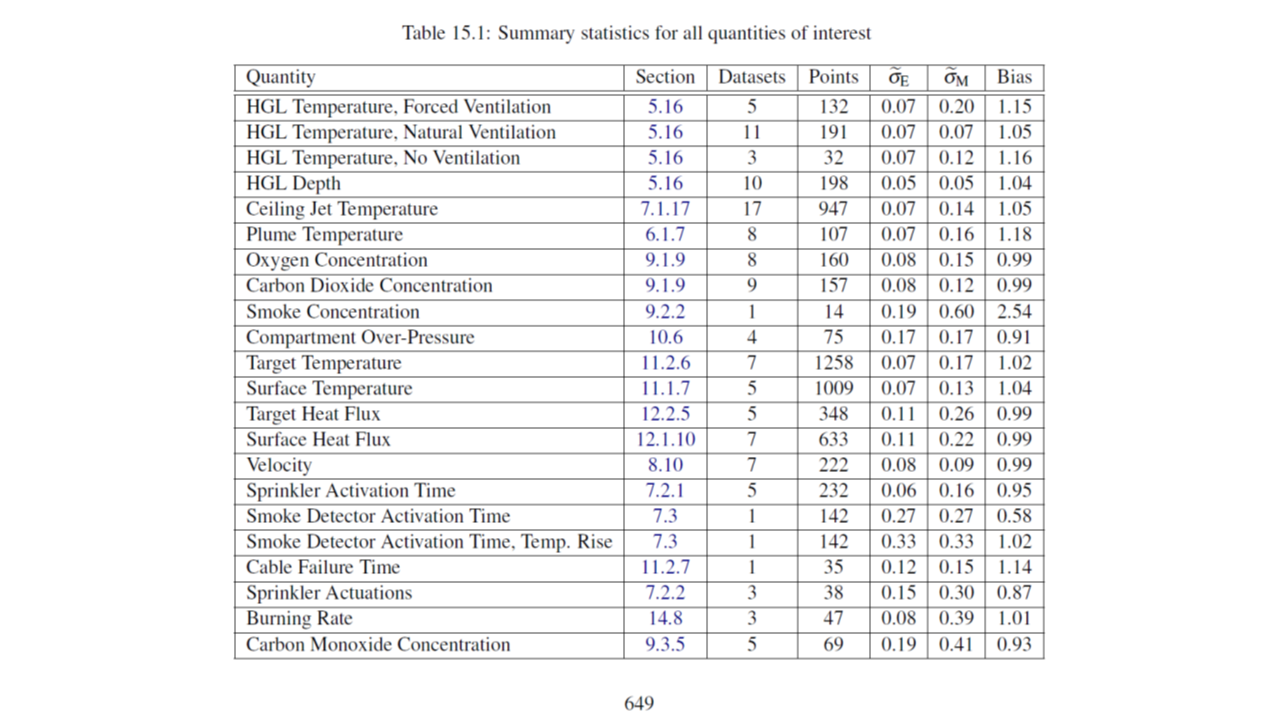 Table 15.1: Summary statistics for all quantities of interest
Quantity Section Datasets Points σ̃E σ̃M Bias
HGL Temperature, Forced Ventilation 5.16 5 132 0.07 0.20 1.15
HGL Temperature, Natural Ventilation 5.16 11 191 0.07 0.07 1.05
HGL Temperature, No Ventilation 5.16 3 32 0.07 0.12 1.16
HGL Depth 5.16 10 198 0.05 0.05 1.04
Ceiling Jet Temperature 7.1.17 17 947 0.07 0.14 1.05
Plume Temperature 6.1.7 8 107 0.07 0.16 1.18
Oxygen Concentration 9.1.9 8 160 0.08 0.15 0.99
Carbon Dioxide Concentration 9.1.9 9 157 0.08 0.12 0.99
Smoke Concentration 9.2.2 1 14 0.19 0.60 2.54
Compartment Over-Pressure 10.6 4 75 0.17 0.17 0.91
Target Temperature 11.2.6 7 1258 0.07 0.17 1.02
Surface Temperature 11.1.7 5 1009 0.07 0.13 1.04
Target Heat Flux 12.2.5 5 348 0.11 0.26 0.99
Surface Heat Flux 12.1.10 7 633 0.11 0.22 0.99
Velocity 8.10 7 222 0.08 0.09 0.99
Sprinkler Activation Time 7.2.1 5 232 0.06 0.16 0.95
Smoke Detector Activation Time 7.3 1 142 0.27 0.27 0.58
Smoke Detector Activation Time, Temp. Rise 7.3 1 142 0.33 0.33 1.02
Cable Failure Time 11.2.7 1 35 0.12 0.15 1.14
Sprinkler Actuations 7.2.2 3 38 0.15 0.30 0.87
Burning Rate 14.8 3 47 0.08 0.39 1.01
Carbon Monoxide Concentration 9.3.5 5 69 0.19 0.41 0.93
649